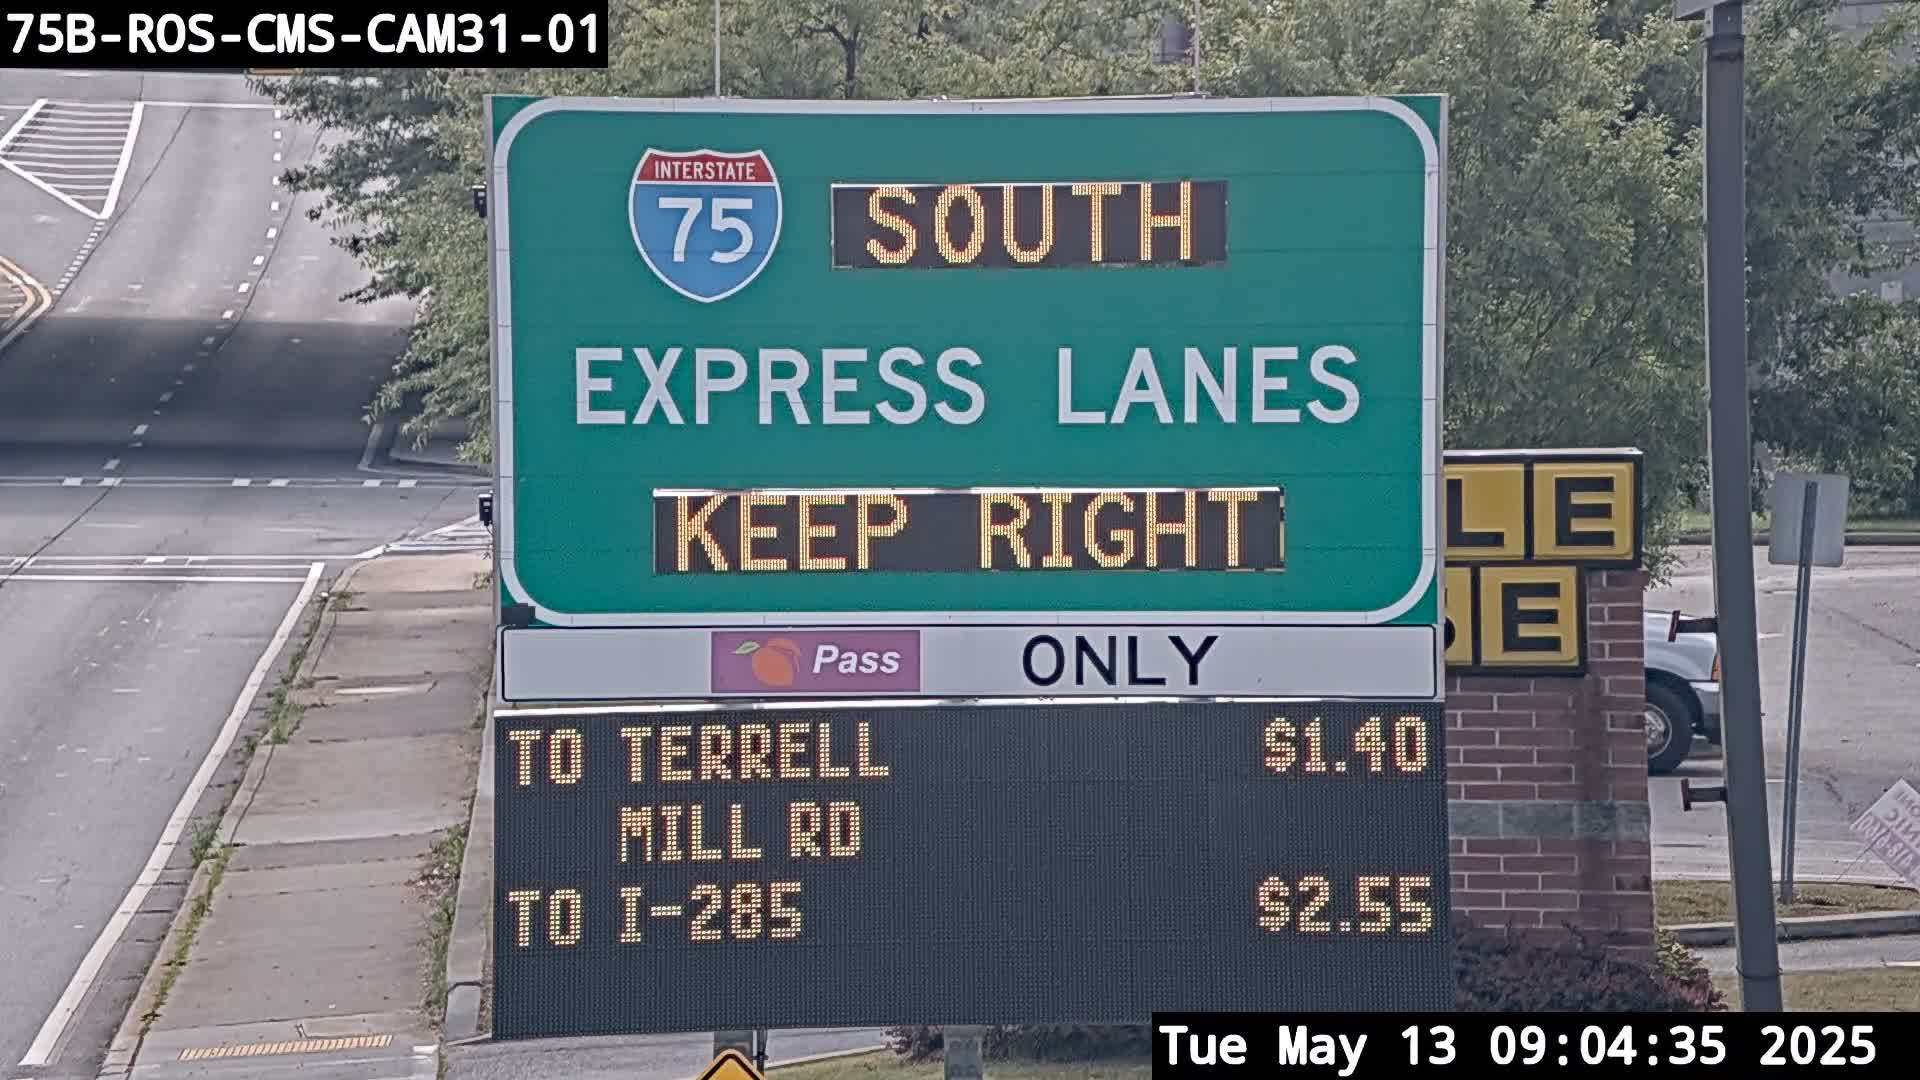 75B-ROS-CMS-CAM31-01
INTERSTATE
75
SOUTH
EXPRESS LANES
KEEP RIGHT
Pass ONLY
TO TERRELL $1.40
MILL RD
TO I-285 $2.55
LE
E
Tue May 13 09:04:35 2025